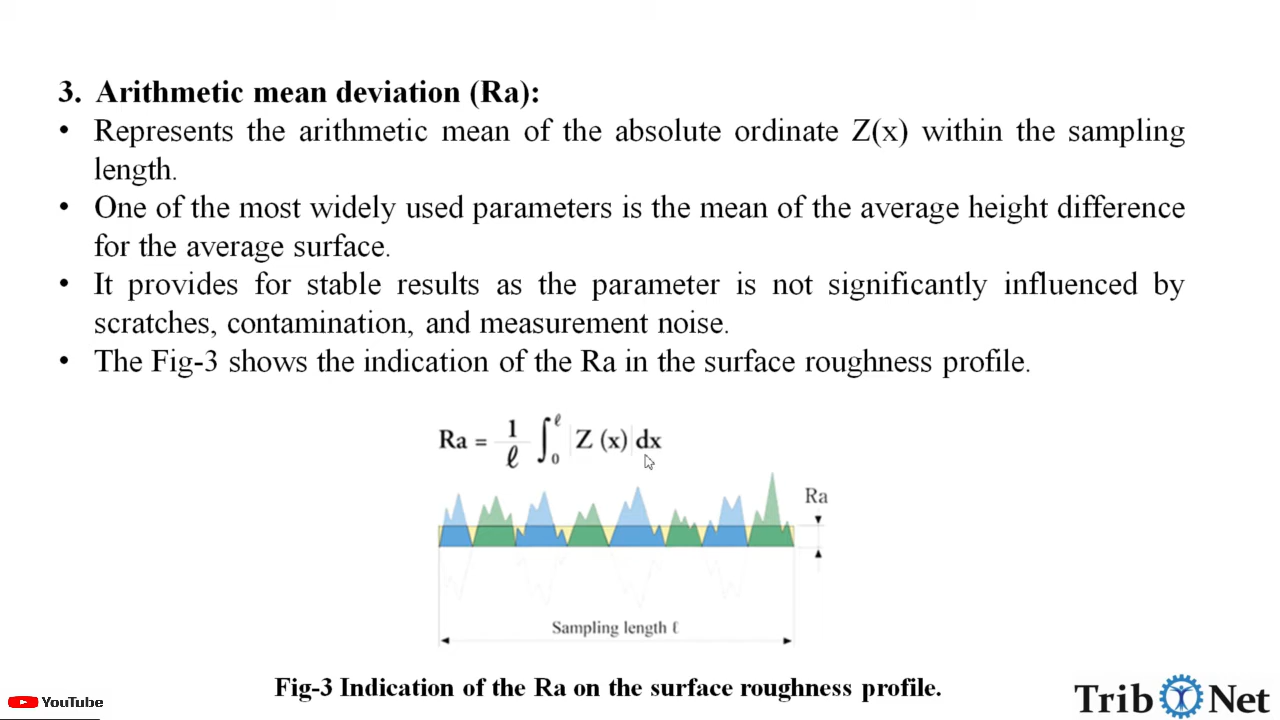 3. Arithmetic mean deviation (Ra):
• Represents the arithmetic mean of the absolute ordinate Z(x) within the sampling
length.
• One of the most widely used parameters is the mean of the average height difference
for the average surface.
• It provides for stable results as the parameter is not significantly influenced by
scratches, contamination, and measurement noise.
• The Fig-3 shows the indication of the Ra in the surface roughness profile.
Ra = 1/ℓ ∫₀^ℓ |Z (x)| dx
Ra
Sampling length ℓ
Fig-3 Indication of the Ra on the surface roughness profile.
YouTube
Trib Net